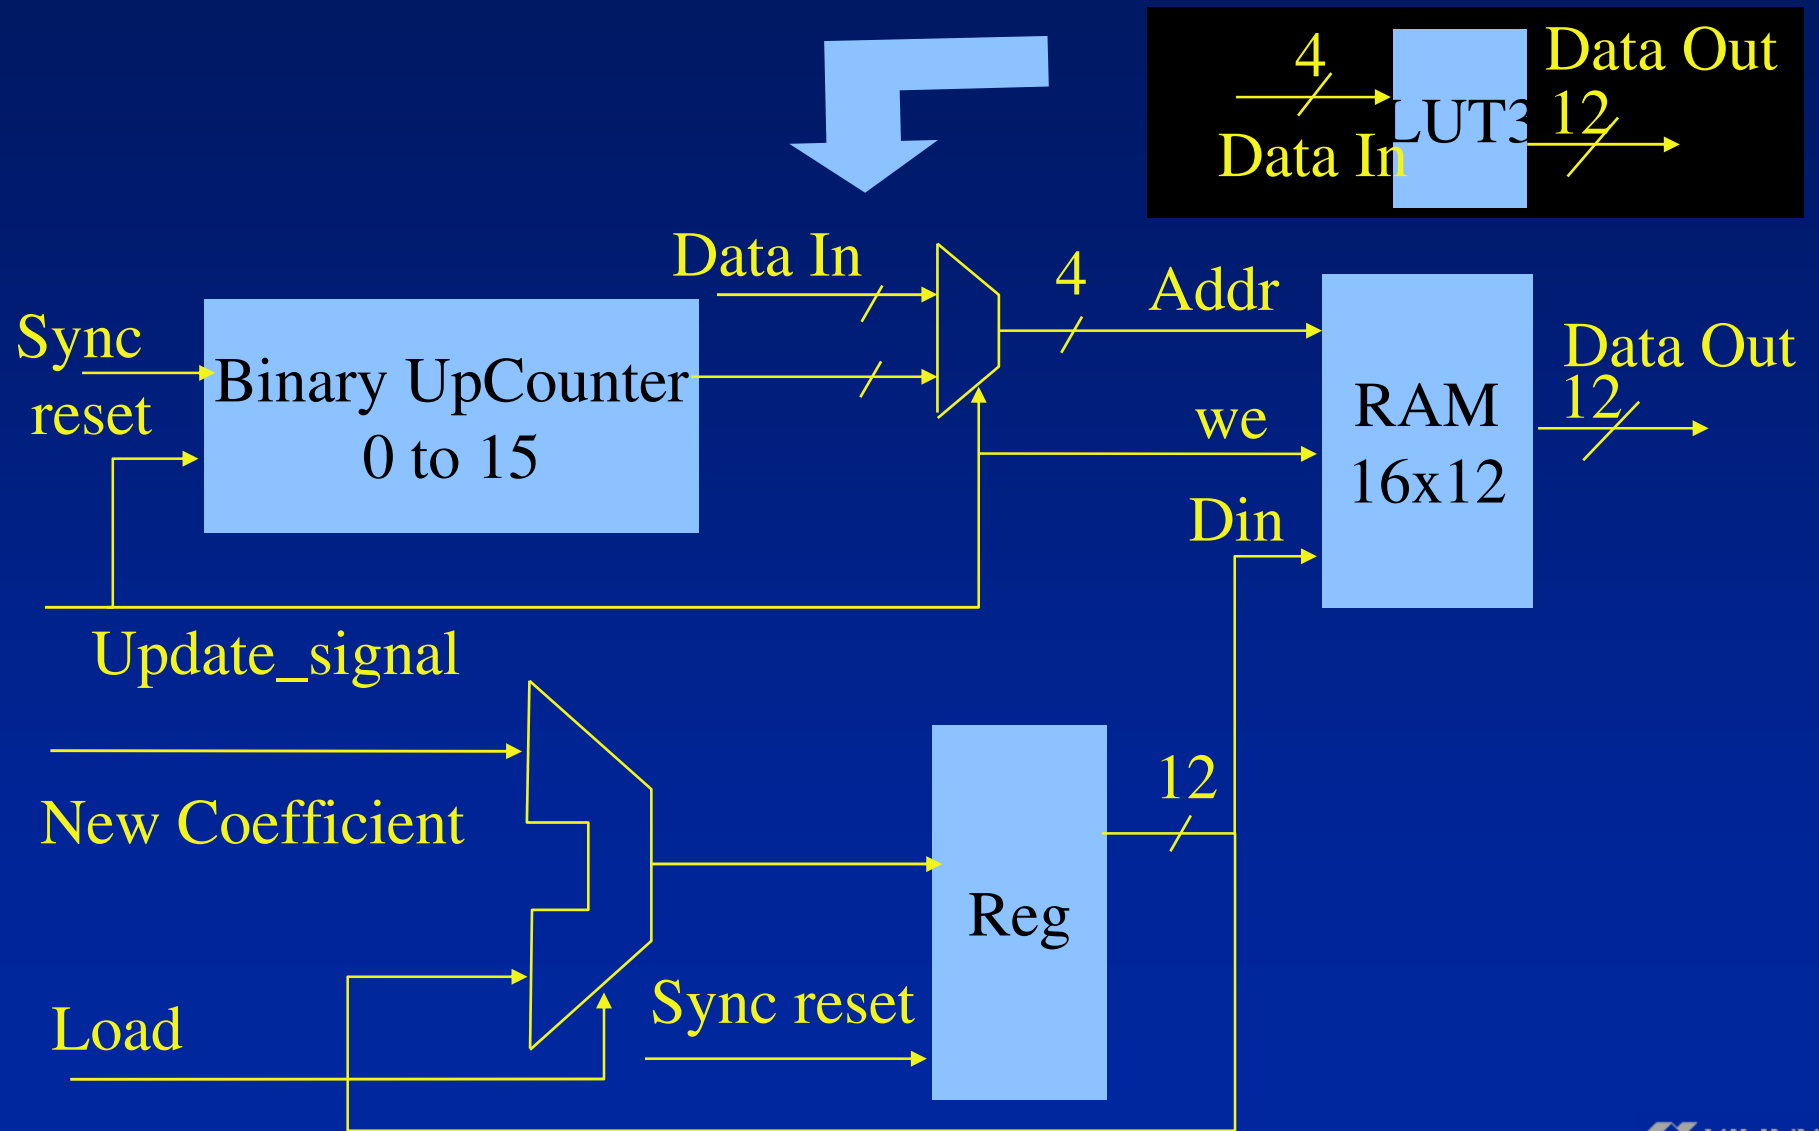 4
Data Out
LUT3
12
Data In
Data In
4
Addr
Sync
reset
Binary UpCounter
0 to 15
we
RAM
16x12
Data Out
12
Din
Update_signal
New Coefficient
12
Reg
Sync reset
Load